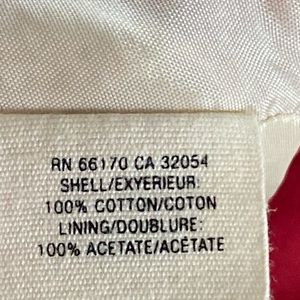 RN 66170 CA 32054
SHELL/EXYERIEUR:
100% COTTON/COTON
LINING/DOUBLURE:
100% ACETATE/ACÉTATE